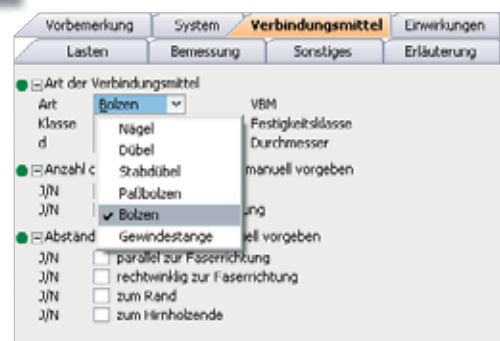 Vorbemerkung System Verbindungsmittel Einwirkungen
Lasten Bemessung Sonstiges Erläuterung
Art der Verbindungsmittel
Art Bolzen VBM
Klasse Festigkeitsklasse
d Durchmesser
Nägel
Dübel
Stabdübel
Paßbolzen
Bolzen
Gewindestange
Anzahl manuell vorgeben
J/N
J/N
Abständ vorgeben
J/N parallel zur Faserrichtung
J/N rechtwinklig zur Faserrichtung
J/N zum Rand
J/N zum Hirnholzende